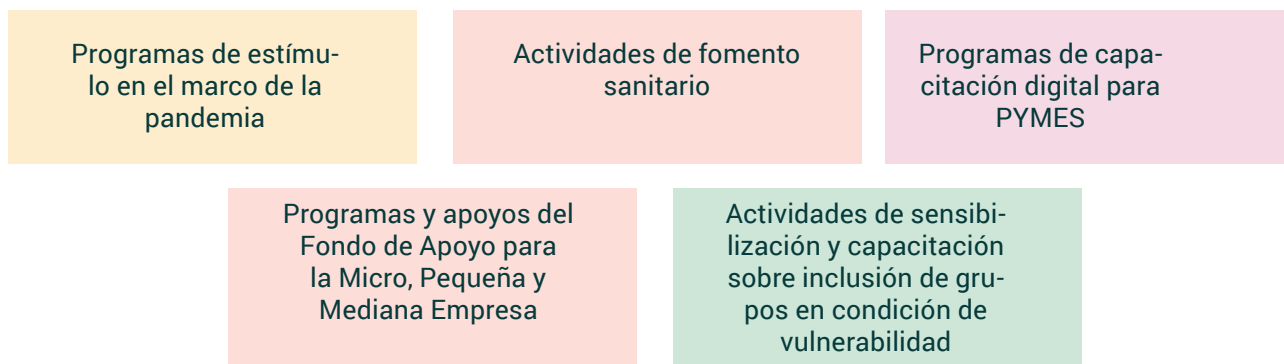 Programas de estímu-
lo en el marco de la
pandemia
Actividades de fomento
sanitario
Programas de capa-
citación digital para
PYMES
Programas y apoyos del
Fondo de Apoyo para
la Micro, Pequeña y
Mediana Empresa
Actividades de sensibi-
lización y capacitación
sobre inclusión de gru-
pos en condición de
vulnerabilidad